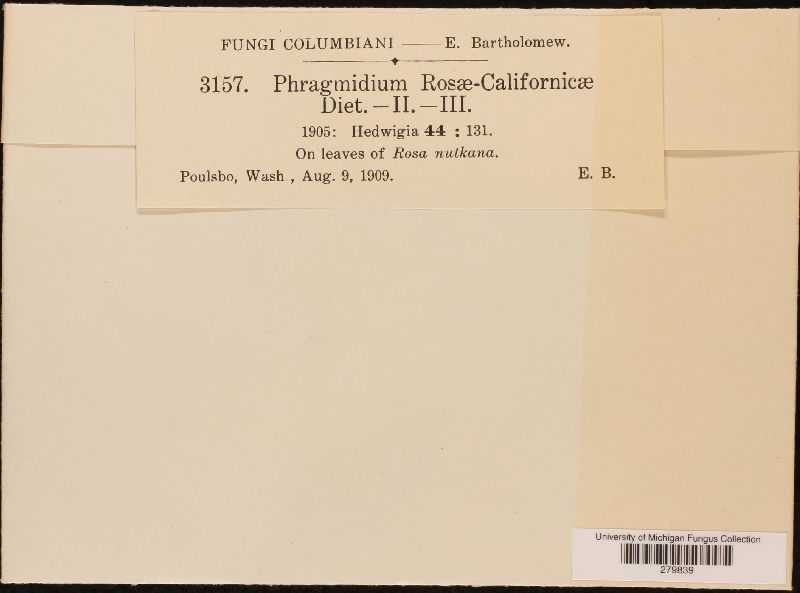 FUNGI COLUMBIANI — E. Bartholomew.
3157. Phragmidium Rosæ-Californicæ
Diet. — II. — III.
1905: Hedwigia 44 : 131.
On leaves of Rosa nutkana.
Poulsbo, Wash , Aug. 9, 1909. E. B.
University of Michigan Fungus Collection
279839